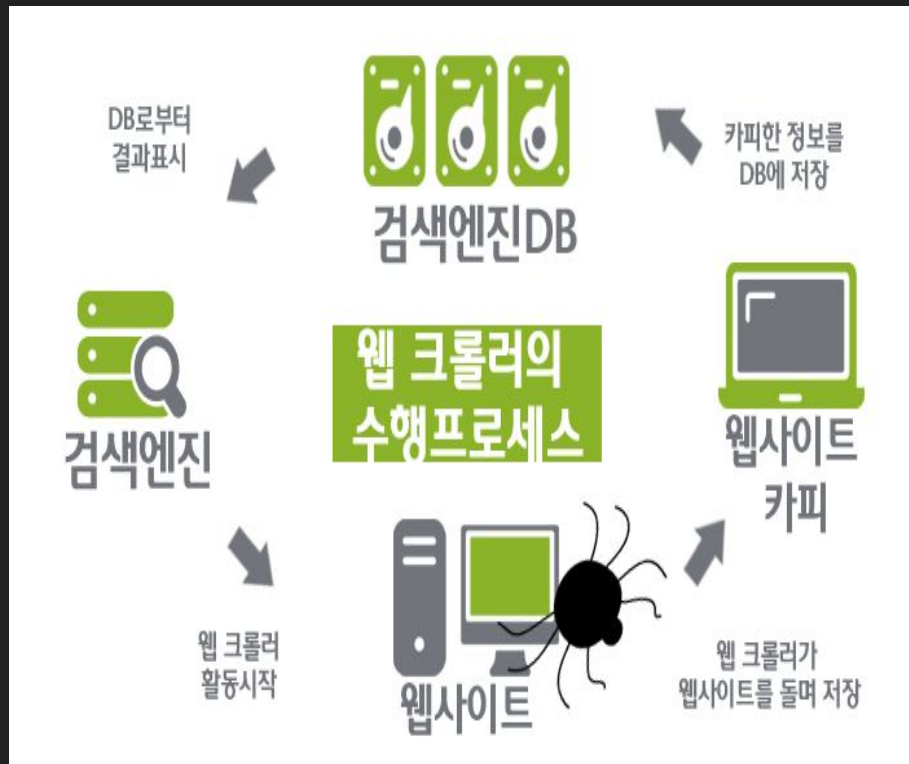 DB로부터
결과표시
검색엔진DB
카피한 정보를
DB에 저장
검색엔진
웹 크롤러의
수행프로세스
웹사이트
카피
웹 크롤러
활동시작
웹사이트
웹 크롤러가
웹사이트를 돌며 저장